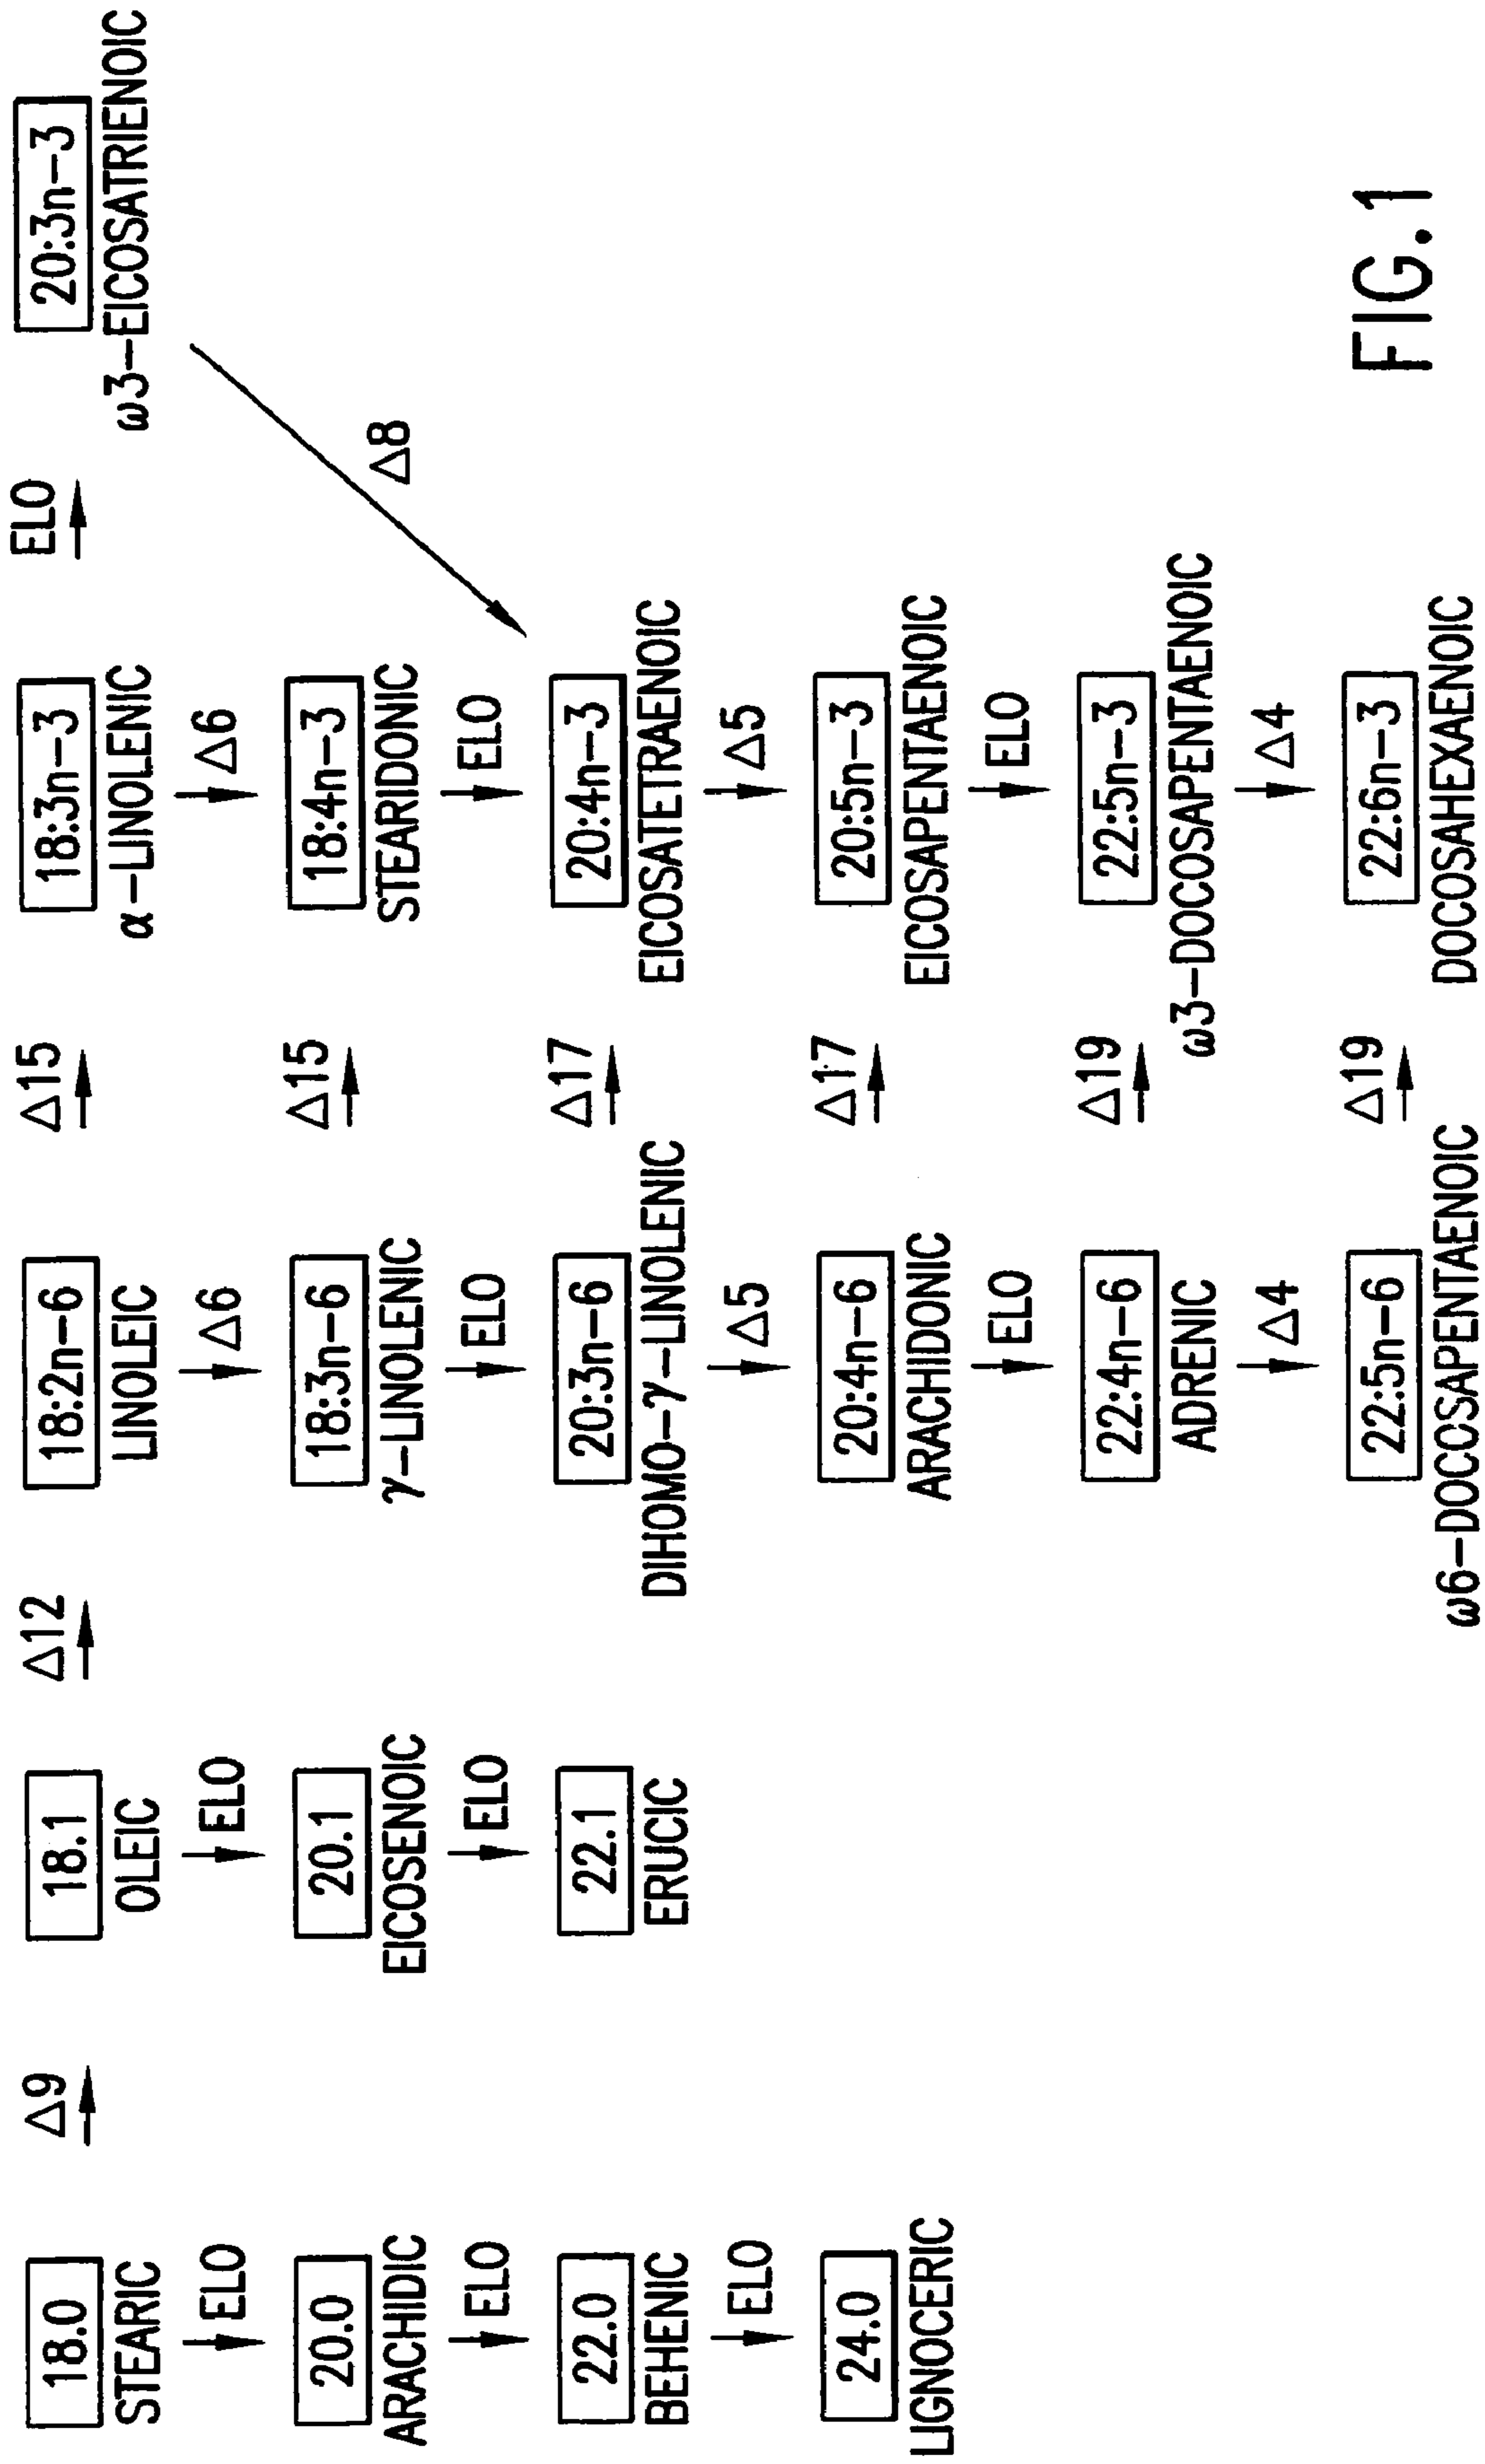 Δ9
Δ12
Δ15
ELO
18.0
18.1
18:2n-6
18:3n-3
20:3n-3
STEARIC
OLEIC
LINOLEIC
α-LINOLENIC
ω3-EICOSATRIENOIC
ELO
ELO
Δ6
Δ6
Δ15
20.0
20.1
18:3n-6
18:4n-3
ARACHIDIC
EICOSENOIC
γ-LINOLENIC
STEARIDONIC
Δ8
ELO
ELO
ELO
ELO
Δ17
22.0
22.1
20:3n-6
20:4n-3
BEHENIC
ERUCIC
DIHOMO-γ-LINOLENIC
EICOSATETRAENOIC
ELO
Δ5
Δ5
Δ17
24.0
20:4n-6
20:5n-3
LIGNOCERIC
ARACHIDONIC
EICOSAPENTAENOIC
ELO
ELO
Δ19
22:4n-6
22:5n-3
ADRENIC
ω3-DOCOSAPENTAENOIC
Δ4
Δ4
Δ19
22:5n-6
22:6n-3
ω6-DOCOSAPENTAENOIC
DOCOSAHEXAENOIC
FIG.1